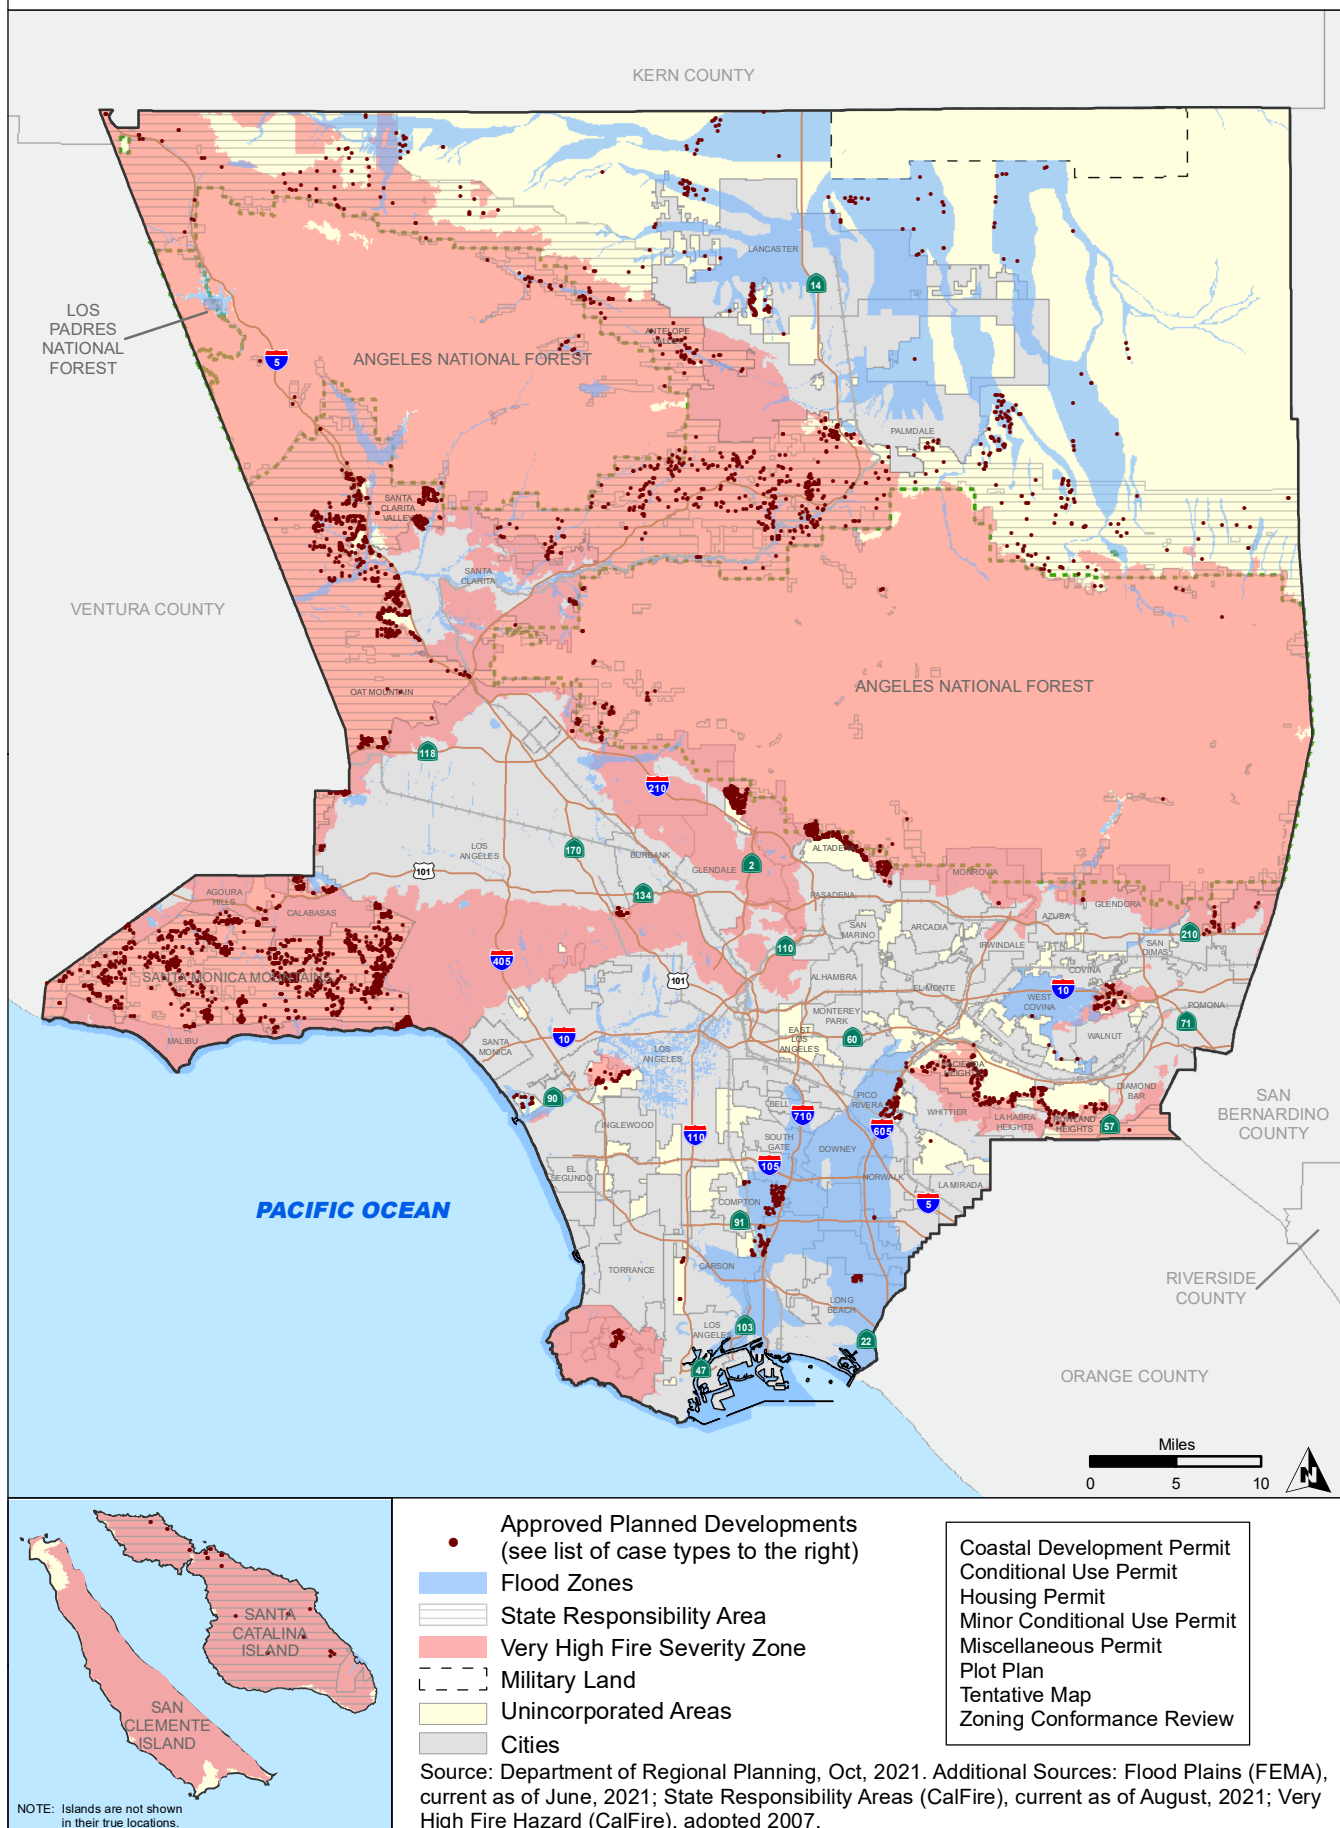 KERN COUNTY
LANCASTER
14
LOS
PADRES
NATIONAL
FOREST
5
ANTELOPE
VALLEY
ANGELES NATIONAL FOREST
PALMDALE
SANTA
CLARITA
VALLEY
SANTA
CLARITA
VENTURA COUNTY
OAT MOUNTAIN
ANGELES NATIONAL FOREST
118
210
LOS
ANGELES
170
BURBANK
GLENDALE
2
ALTADENA
101
134
PASADENA
MONROVIA
AGOURA
HILLS
CALABASAS
SAN
MARINO
ARCADIA
AZUSA
GLENDORA
210
110
IRWINDALE
SAN
DIMAS
405
101
SANTA MONICA MOUNTAINS
ALHAMBRA
EL MONTE
COVINA
10
WEST
COVINA
POMONA
MONTEREY
PARK
71
MALIBU
SANTA
MONICA
10
LOS
ANGELES
EAST
LOS
ANGELES
60
WALNUT
HACIENDA
HEIGHTS
DIAMOND
BAR
90
BELL
PICO
RIVERA
WHITTIER
LA HABRA
HEIGHTS
ROWLAND
HEIGHTS
57
SAN
BERNARDINO
COUNTY
INGLEWOOD
110
710
605
SOUTH
GATE
DOWNEY
105
EL
SEGUNDO
NORWALK
LA MIRADA
5
PACIFIC OCEAN
COMPTON
91
TORRANCE
CARSON
RIVERSIDE
COUNTY
LONG
BEACH
LOS
ANGELES
103
22
47
ORANGE COUNTY
Miles
0 5 10
N
SANTA
CATALINA
ISLAND
SAN
CLEMENTE
ISLAND
NOTE: Islands are not shown
in their true locations.
Approved Planned Developments
(see list of case types to the right)
Flood Zones
State Responsibility Area
Very High Fire Severity Zone
Military Land
Unincorporated Areas
Cities
Coastal Development Permit
Conditional Use Permit
Housing Permit
Minor Conditional Use Permit
Miscellaneous Permit
Plot Plan
Tentative Map
Zoning Conformance Review
Source: Department of Regional Planning, Oct, 2021. Additional Sources: Flood Plains (FEMA),
current as of June, 2021; State Responsibility Areas (CalFire), current as of August, 2021; Very
High Fire Hazard (CalFire), adopted 2007.